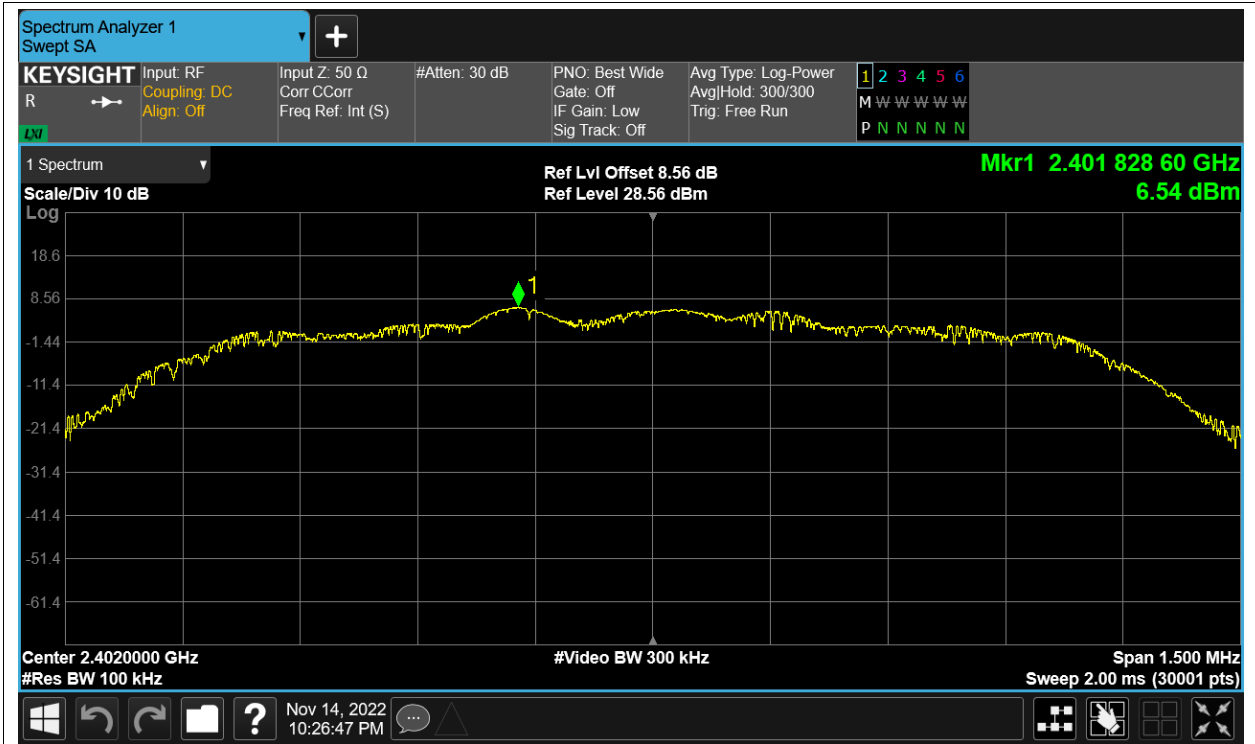 Spectrum Analyzer 1
Swept SA
KEYSIGHT
R
LXI
Input: RF
Coupling: DC
Align: Off
Input Z: 50 Ω
Corr CCorr
Freq Ref: Int (S)
#Atten: 30 dB
PNO: Best Wide
Gate: Off
IF Gain: Low
Sig Track: Off
Avg Type: Log-Power
Avg|Hold: 300/300
Trig: Free Run
1 2 3 4 5 6
M W W W W W
P N N N N N
1 Spectrum
Scale/Div 10 dB
Log
Ref Lvl Offset 8.56 dB
Ref Level 28.56 dBm
Mkr1 2.401 828 60 GHz
6.54 dBm
18.6
8.56
-1.44
-11.4
-21.4
-31.4
-41.4
-51.4
-61.4
1
Center 2.4020000 GHz
#Res BW 100 kHz
#Video BW 300 kHz
Span 1.500 MHz
Sweep 2.00 ms (30001 pts)
?
Nov 14, 2022
10:26:47 PM